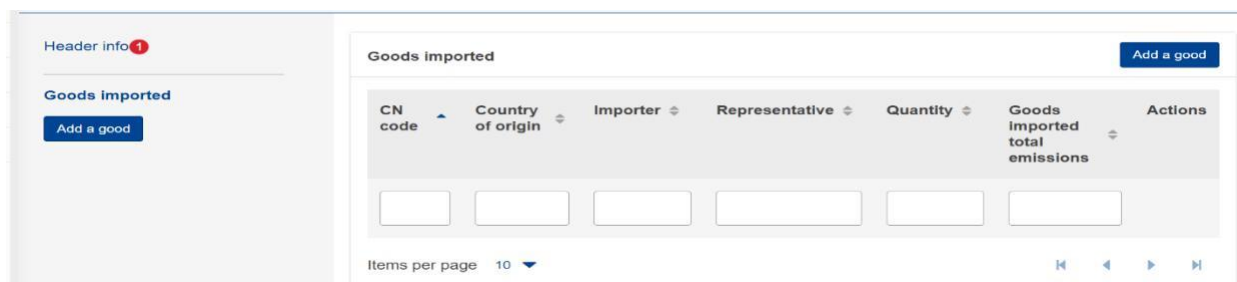 Header info 1
Goods imported
Add a good
Goods imported
Add a good
CN code
Country of origin
Importer
Representative
Quantity
Goods imported total emissions
Actions
Items per page 10